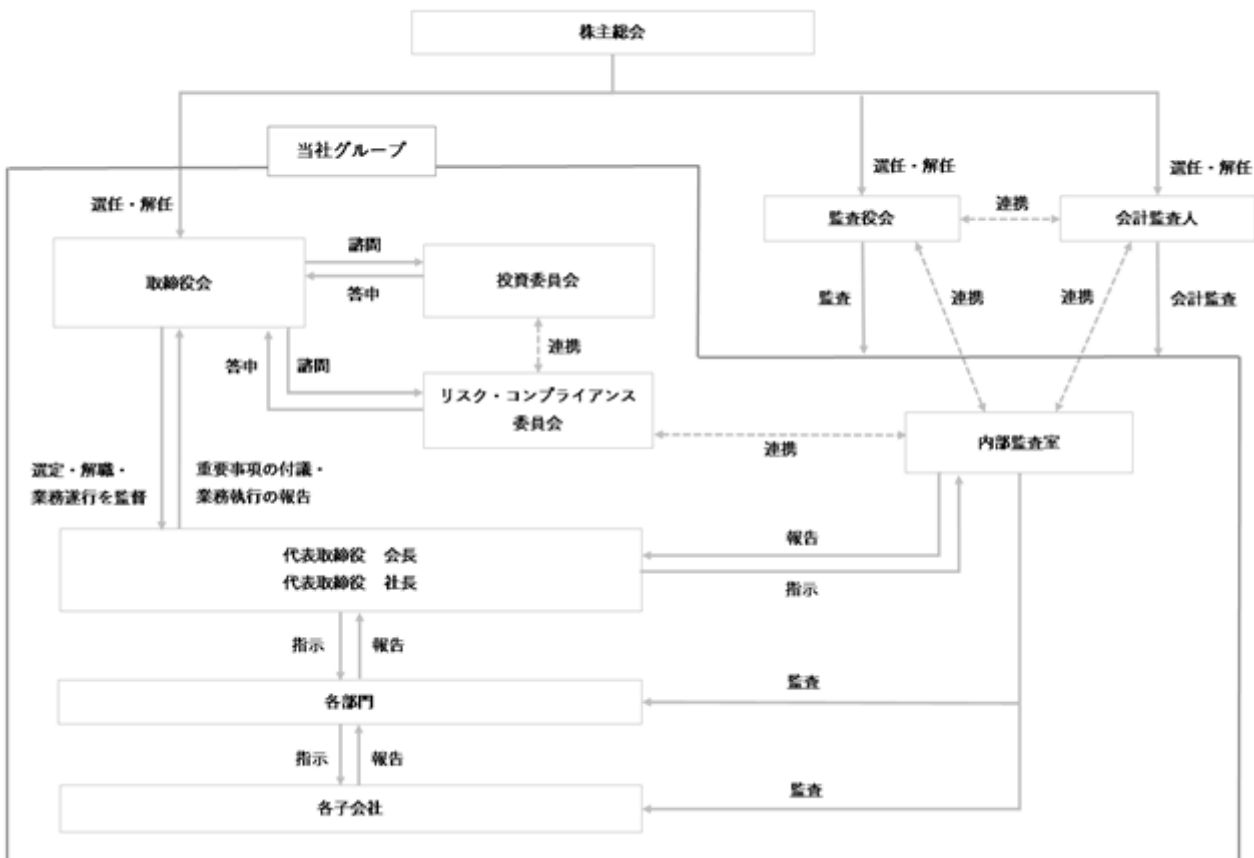 株主総会
当社グループ
選任・解任
選任・解任
選任・解任
監査役会
連携
会計監査人
取締役会
諮問
答申
投資委員会
監査
連携
連携
会計監査
連携
答申
諮問
リスク・コンプライアンス
委員会
連携
内部監査室
選定・解職・
業務遂行を監督
重要事項の付議・
業務執行の報告
代表取締役　会長
代表取締役　社長
報告
指示
指示
報告
各部門
監査
指示
報告
各子会社
監査